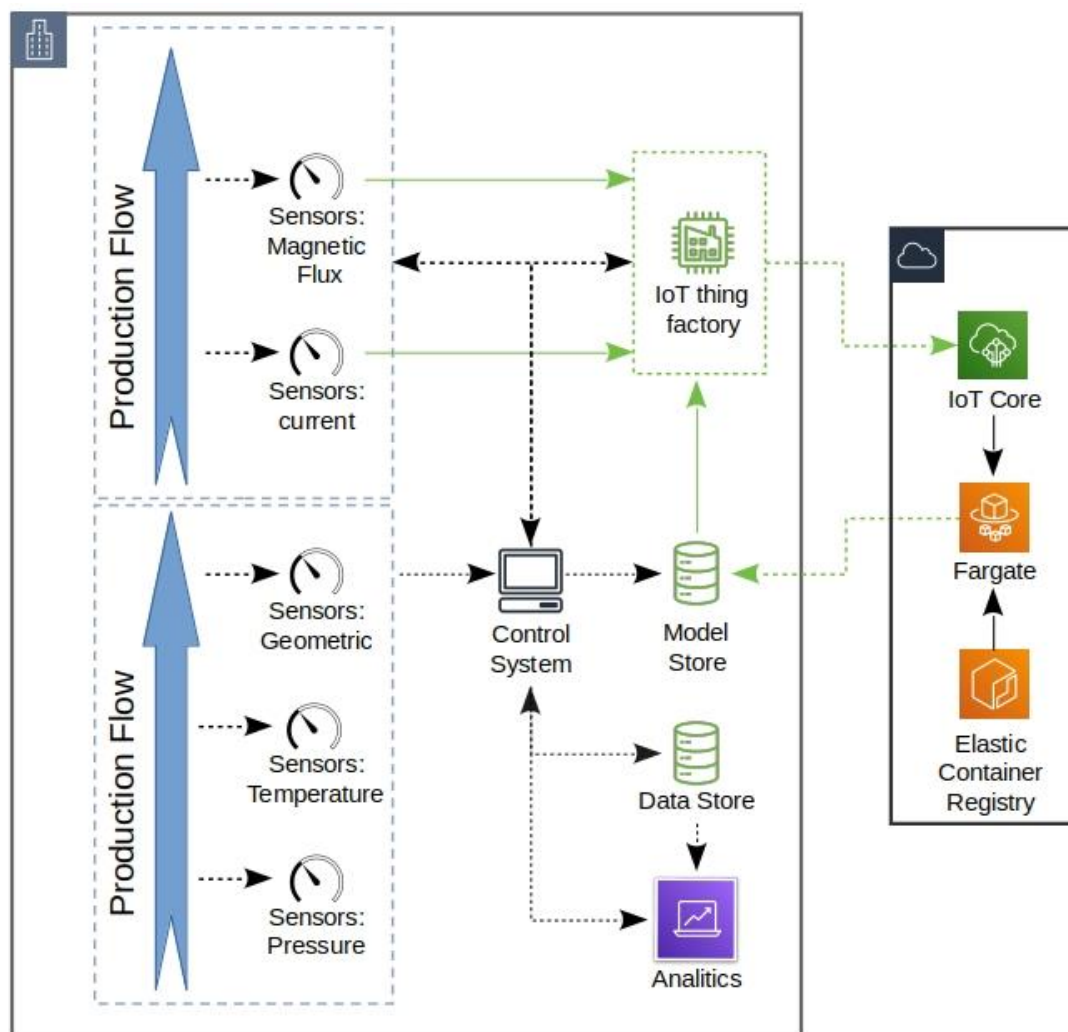 Production Flow
Sensors:
Magnetic
Flux
Sensors:
current
IoT thing
factory
IoT Core
Fargate
Elastic
Container
Registry
Production Flow
Sensors:
Geometric
Sensors:
Temperature
Sensors:
Pressure
Control
System
Model
Store
Data Store
Analitics